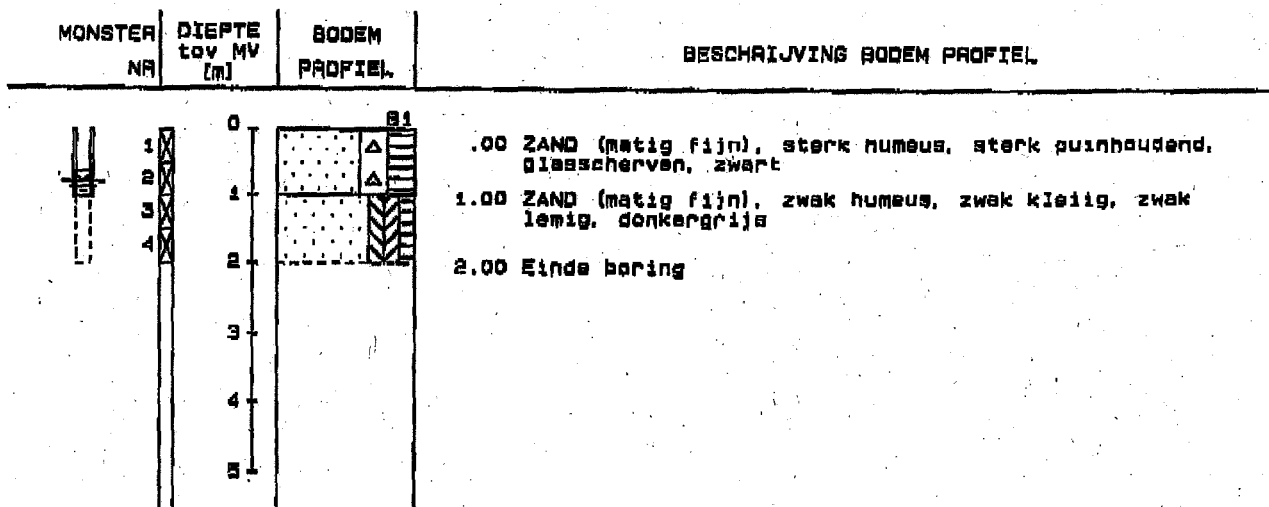 MONSTER NR
DIEPTE tov MV [m]
BODEM PROFIEL
BESCHRIJVING BODEM PROFIEL
B1
0
1
2
3
4
5
1
2
3
4
.00 ZAND (matig fijn), sterk humeus, sterk puinhoudend,
glasscherven, zwart
1.00 ZAND (matig fijn), zwak humeus, zwak kleiig, zwak
lemig, donkergrijs
2.00 Einde boring